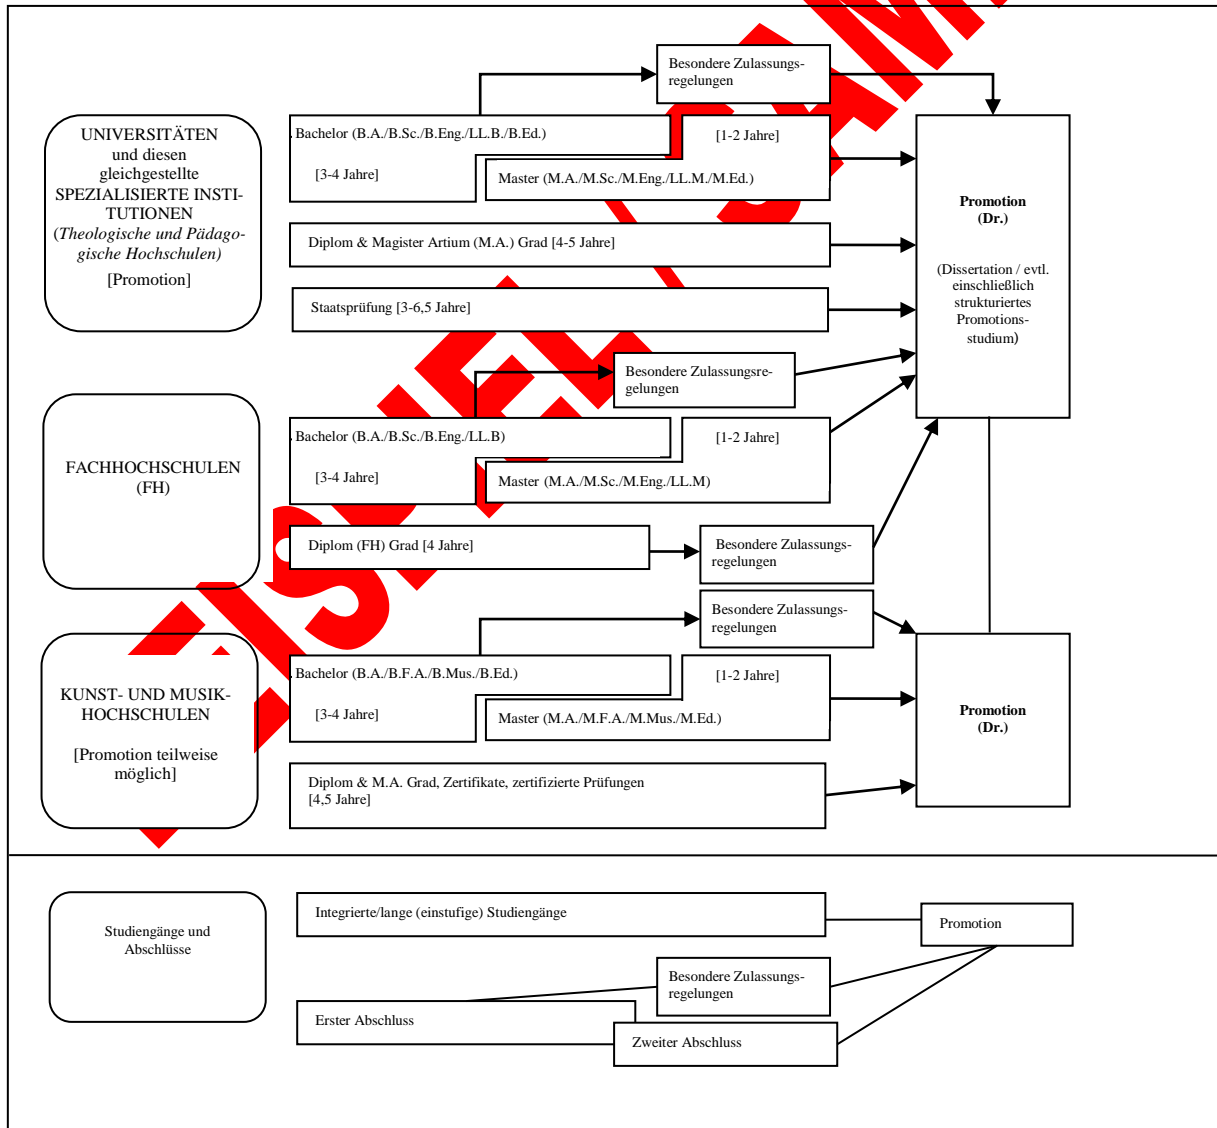 Besondere Zulassungs-
regelungen
UNIVERSITÄTEN
und diesen
gleichgestellte
SPEZIALISIERTE INSTI-
TUTIONEN
(Theologische und Pädago-
gische Hochschulen)
[Promotion]
. Bachelor (B.A./B.Sc./B.Eng./LL.B./B.Ed.)
[1-2 Jahre]
[3-4 Jahre]
Master (M.A./M.Sc./M.Eng./LL.M./M.Ed.)
Diplom & Magister Artium (M.A.) Grad [4-5 Jahre]
Staatsprüfung [3-6,5 Jahre]
Promotion
(Dr.)
(Dissertation / evtl.
einschließlich
strukturiertes
Promotions-
studium)
Besondere Zulassungsre-
gelungen
FACHHOCHSCHULEN
(FH)
. Bachelor (B.A./B.Sc./B.Eng./LL.B)
[1-2 Jahre]
[3-4 Jahre]
Master (M.A./M.Sc./M.Eng./LL.M)
Diplom (FH) Grad [4 Jahre]
Besondere Zulassungs-
regelungen
Besondere Zulassungs-
regelungen
KUNST- UND MUSIK-
HOCHSCHULEN
[Promotion teilweise
möglich]
. Bachelor (B.A./B.F.A./B.Mus./B.Ed.)
[1-2 Jahre]
[3-4 Jahre]
Master (M.A./M.F.A./M.Mus./M.Ed.)
Diplom & M.A. Grad, Zertifikate, zertifizierte Prüfungen
[4,5 Jahre]
Promotion
(Dr.)
Studiengänge und
Abschlüsse
Integrierte/lange (einstufige) Studiengänge
Promotion
Besondere Zulassungs-
regelungen
Erster Abschluss
Zweiter Abschluss